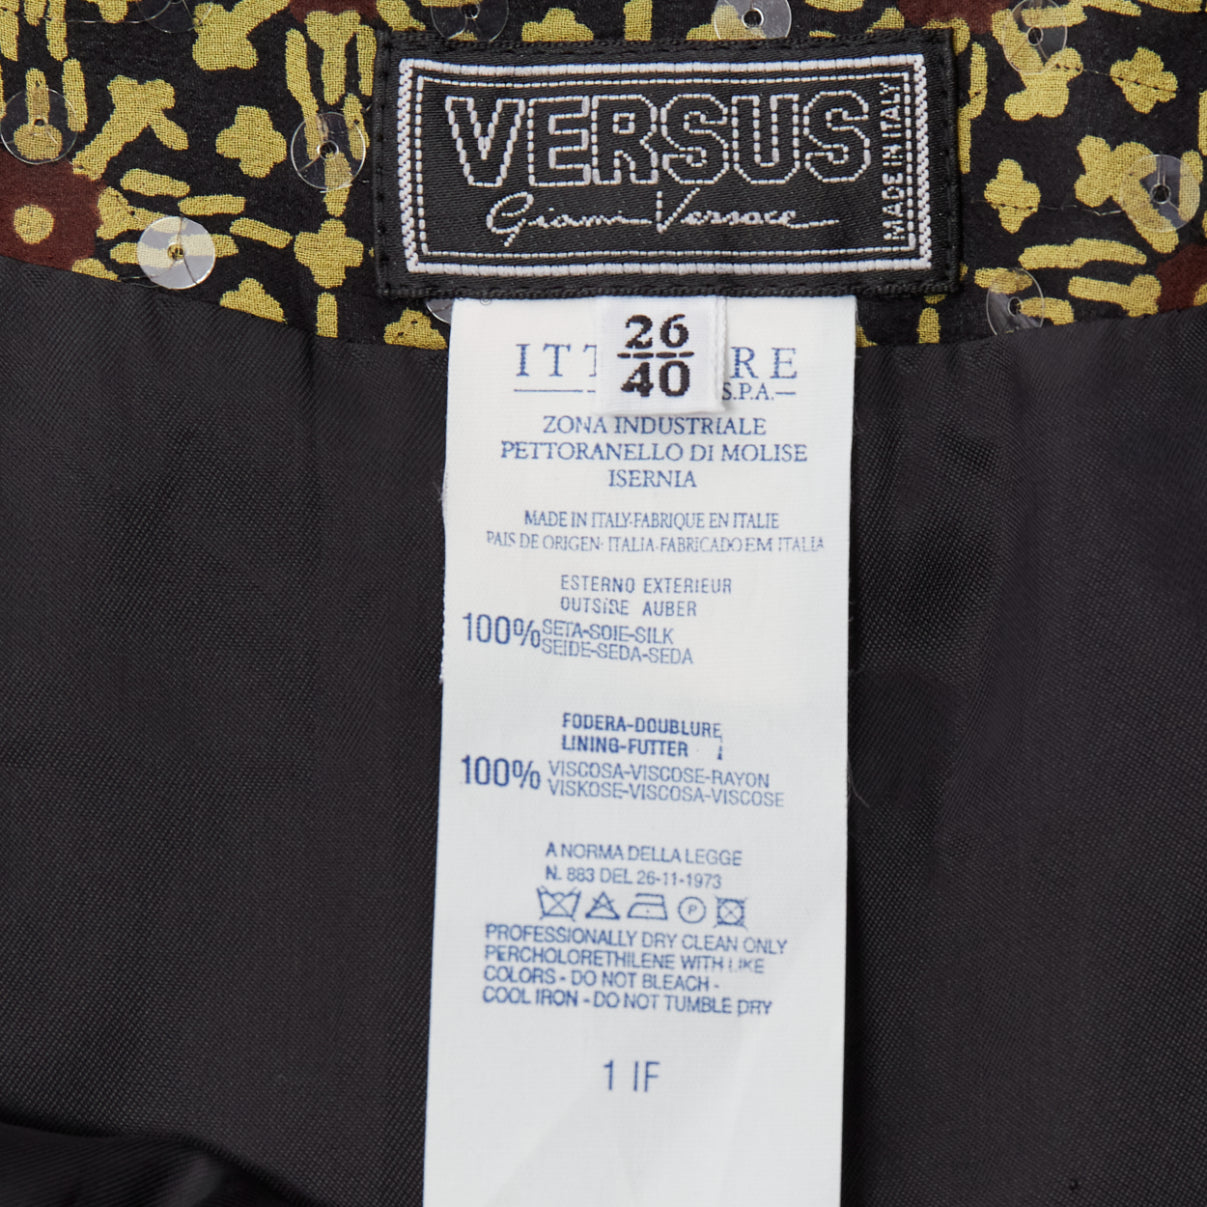 VERSUS
Gianni Versace
MADE IN ITALY
26
40
S.P.A.
ZONA INDUSTRIALE
PETTORANELLO DI MOLISE
ISERNIA
MADE IN ITALY-FABRIQUE EN ITALIE
PAIS DE ORIGEN-ITALIA-FABRICADO EM ITALIA
ESTERNO EXTERIEUR
OUTSIDE AUBER
100% SETA-SOIE-SILK
SEIDE-SEDA-SEDA
FODERA-DOUBLURE
LINING-FUTTER
100% VISCOSA-VISCOSE-RAYON
VISKOSE-VISCOSA-VISCOSE
A NORMA DELLA LEGGE
N. 883 DEL 26-11-1973
P
PROFESSIONALLY DRY CLEAN ONLY
PERCHOLORETHILENE WITH LIKE
COLORS - DO NOT BLEACH -
COOL IRON - DO NOT TUMBLE DRY
1 IF